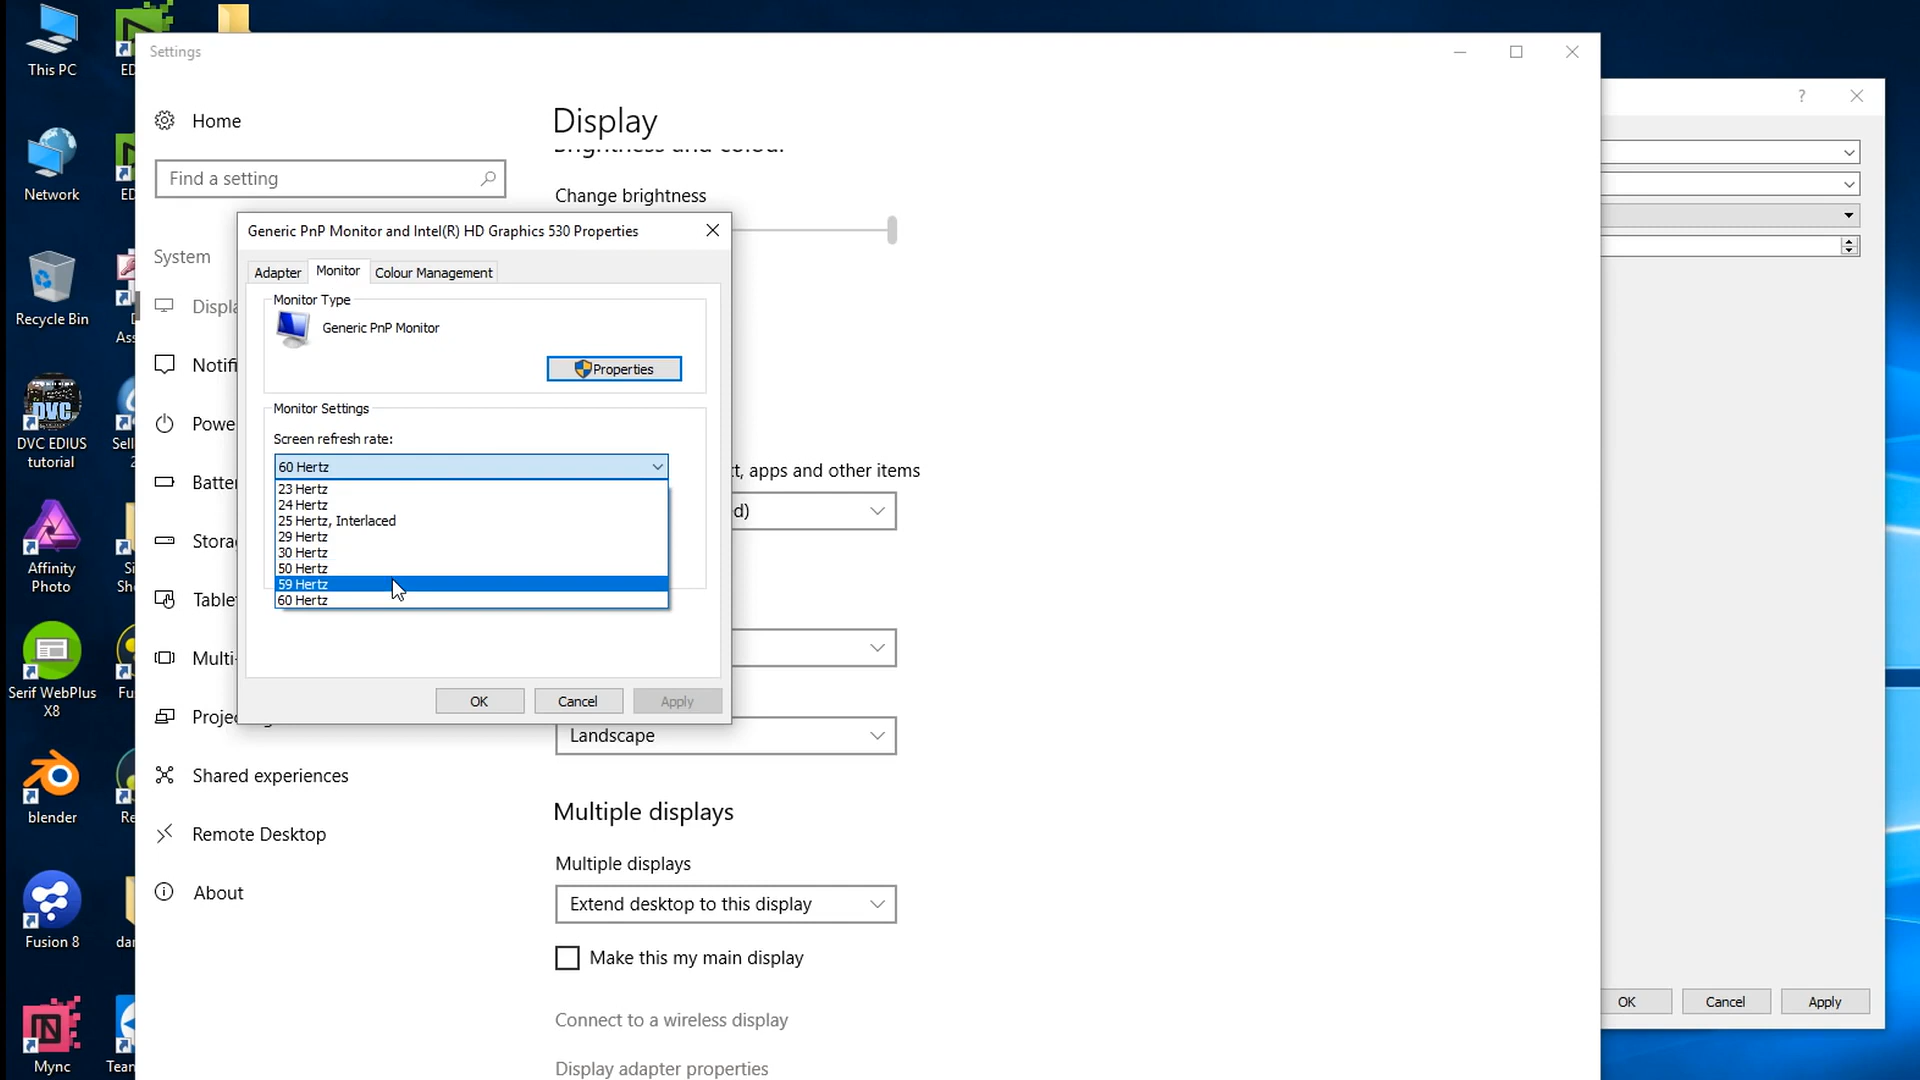 This PC
Network
Recycle Bin
DVC EDIUS
tutorial
Affinity
Photo
Serif WebPlus
X8
blender
Fusion 8
Mync
Settings
Home
Find a setting
System
Shared experiences
Remote Desktop
About
Display
Change brightness
t, apps and other items
d)
Landscape
Multiple displays
Multiple displays
Extend desktop to this display
Make this my main display
Connect to a wireless display
Display adapter properties
Generic PnP Monitor and Intel(R) HD Graphics 530 Properties
Adapter
Monitor
Colour Management
Monitor Type
Generic PnP Monitor
Properties
Monitor Settings
Screen refresh rate:
60 Hertz
23 Hertz
24 Hertz
25 Hertz, Interlaced
29 Hertz
30 Hertz
50 Hertz
59 Hertz
60 Hertz
OK
Cancel
Apply
?
OK
Cancel
Apply